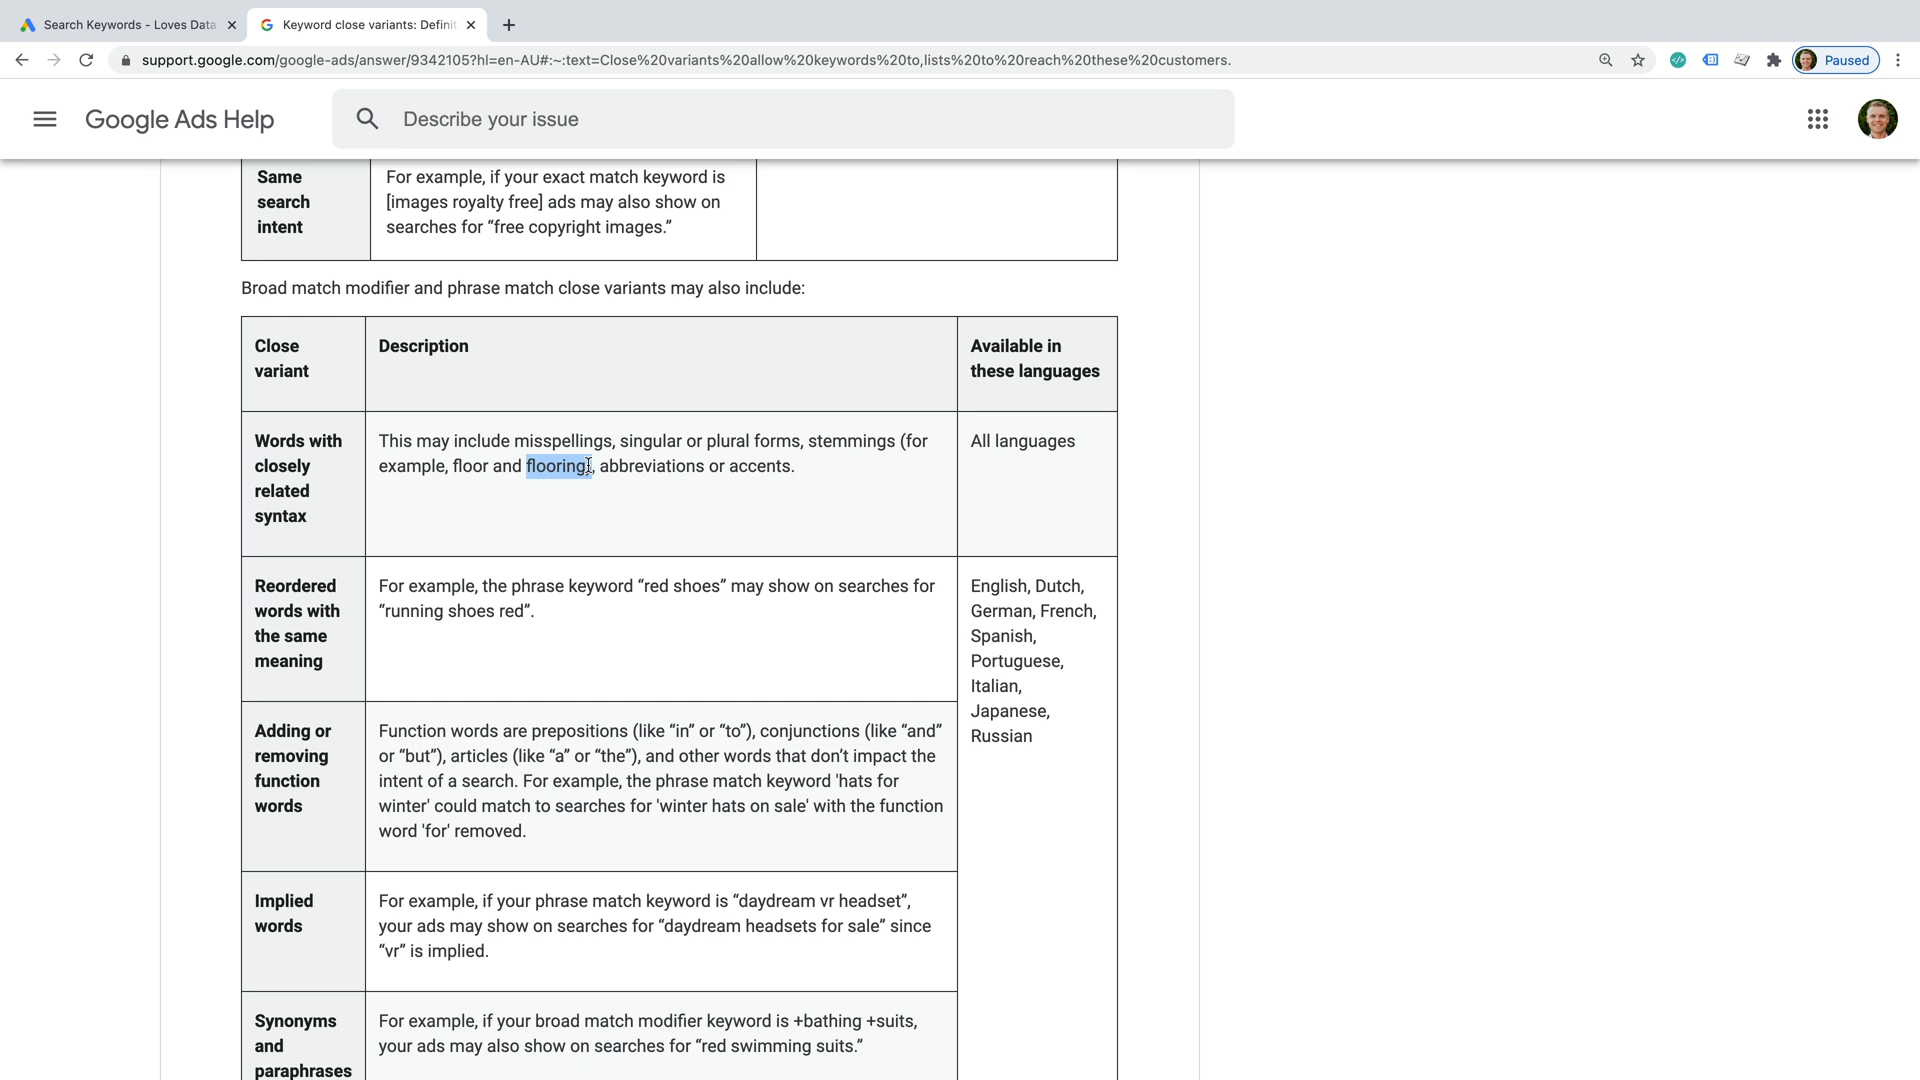 Search Keywords - Loves Data
Keyword close variants: Definit
support.google.com/google-ads/answer/9342105?hl=en-AU#:~:text=Close%20variants%20allow%20keywords%20to,lists%20to%20reach%20these%20customers.
Paused
Google Ads Help
Describe your issue
Same
search
intent
For example, if your exact match keyword is
[images royalty free] ads may also show on
searches for “free copyright images.”
Broad match modifier and phrase match close variants may also include:
Close
variant
Description
Available in
these languages
Words with
closely
related
syntax
This may include misspellings, singular or plural forms, stemmings (for
example, floor and flooring), abbreviations or accents.
All languages
Reordered
words with
the same
meaning
For example, the phrase keyword “red shoes” may show on searches for
“running shoes red”.
English, Dutch,
German, French,
Spanish,
Portuguese,
Italian,
Japanese,
Russian
Adding or
removing
function
words
Function words are prepositions (like “in” or “to”), conjunctions (like “and”
or “but”), articles (like “a” or “the”), and other words that don’t impact the
intent of a search. For example, the phrase match keyword 'hats for
winter' could match to searches for 'winter hats on sale' with the function
word 'for' removed.
Implied
words
For example, if your phrase match keyword is “daydream vr headset”,
your ads may show on searches for “daydream headsets for sale” since
“vr” is implied.
Synonyms
and
paraphrases
For example, if your broad match modifier keyword is +bathing +suits,
your ads may also show on searches for “red swimming suits.”